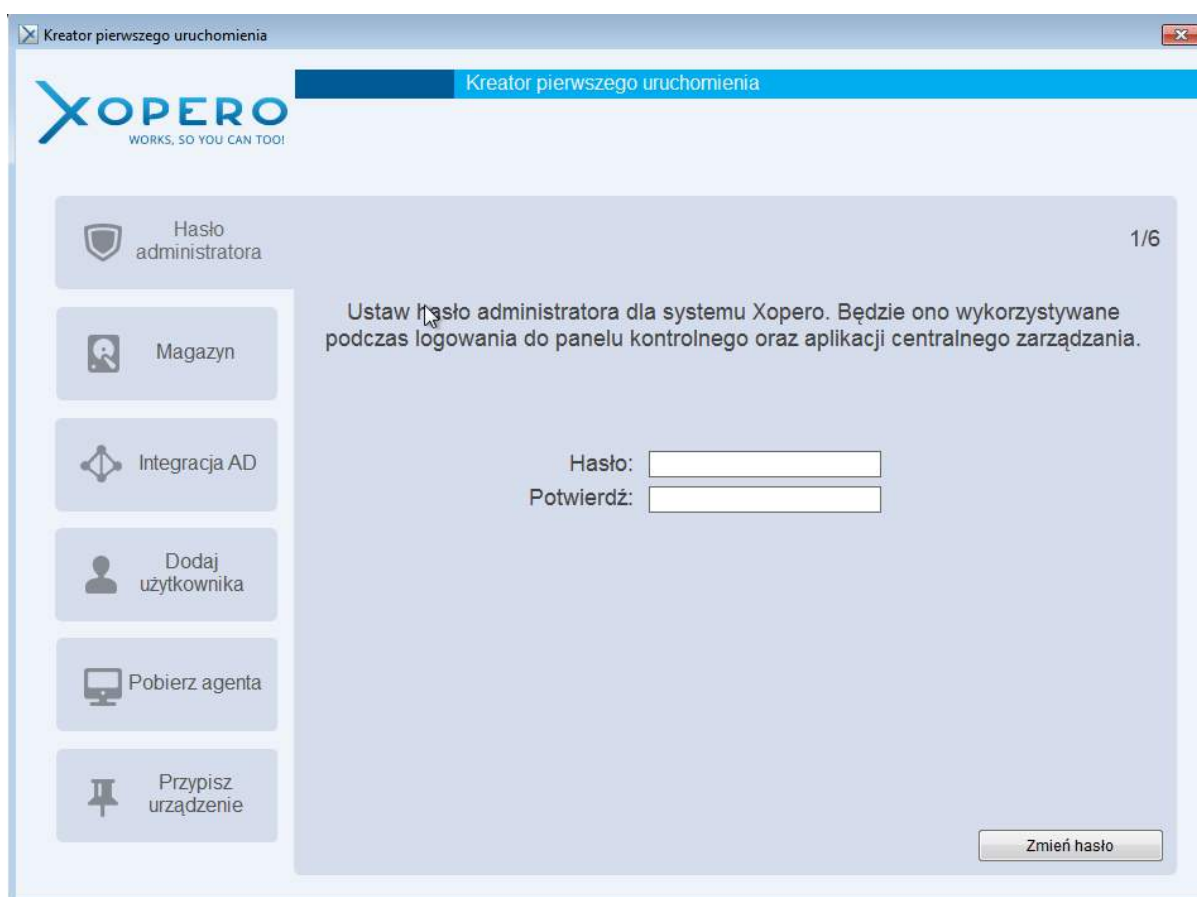 Kreator pierwszego uruchomienia
Kreator pierwszego uruchomienia
XOPERO
WORKS, SO YOU CAN TOO!
Hasło
administratora
1/6
Ustaw hasło administratora dla systemu Xopero. Będzie ono wykorzystywane
podczas logowania do panelu kontrolnego oraz aplikacji centralnego zarządzania.
Magazyn
Integracja AD
Hasło:
Potwierdź:
Dodaj
użytkownika
Pobierz agenta
Przypisz
urządzenie
Zmień hasło